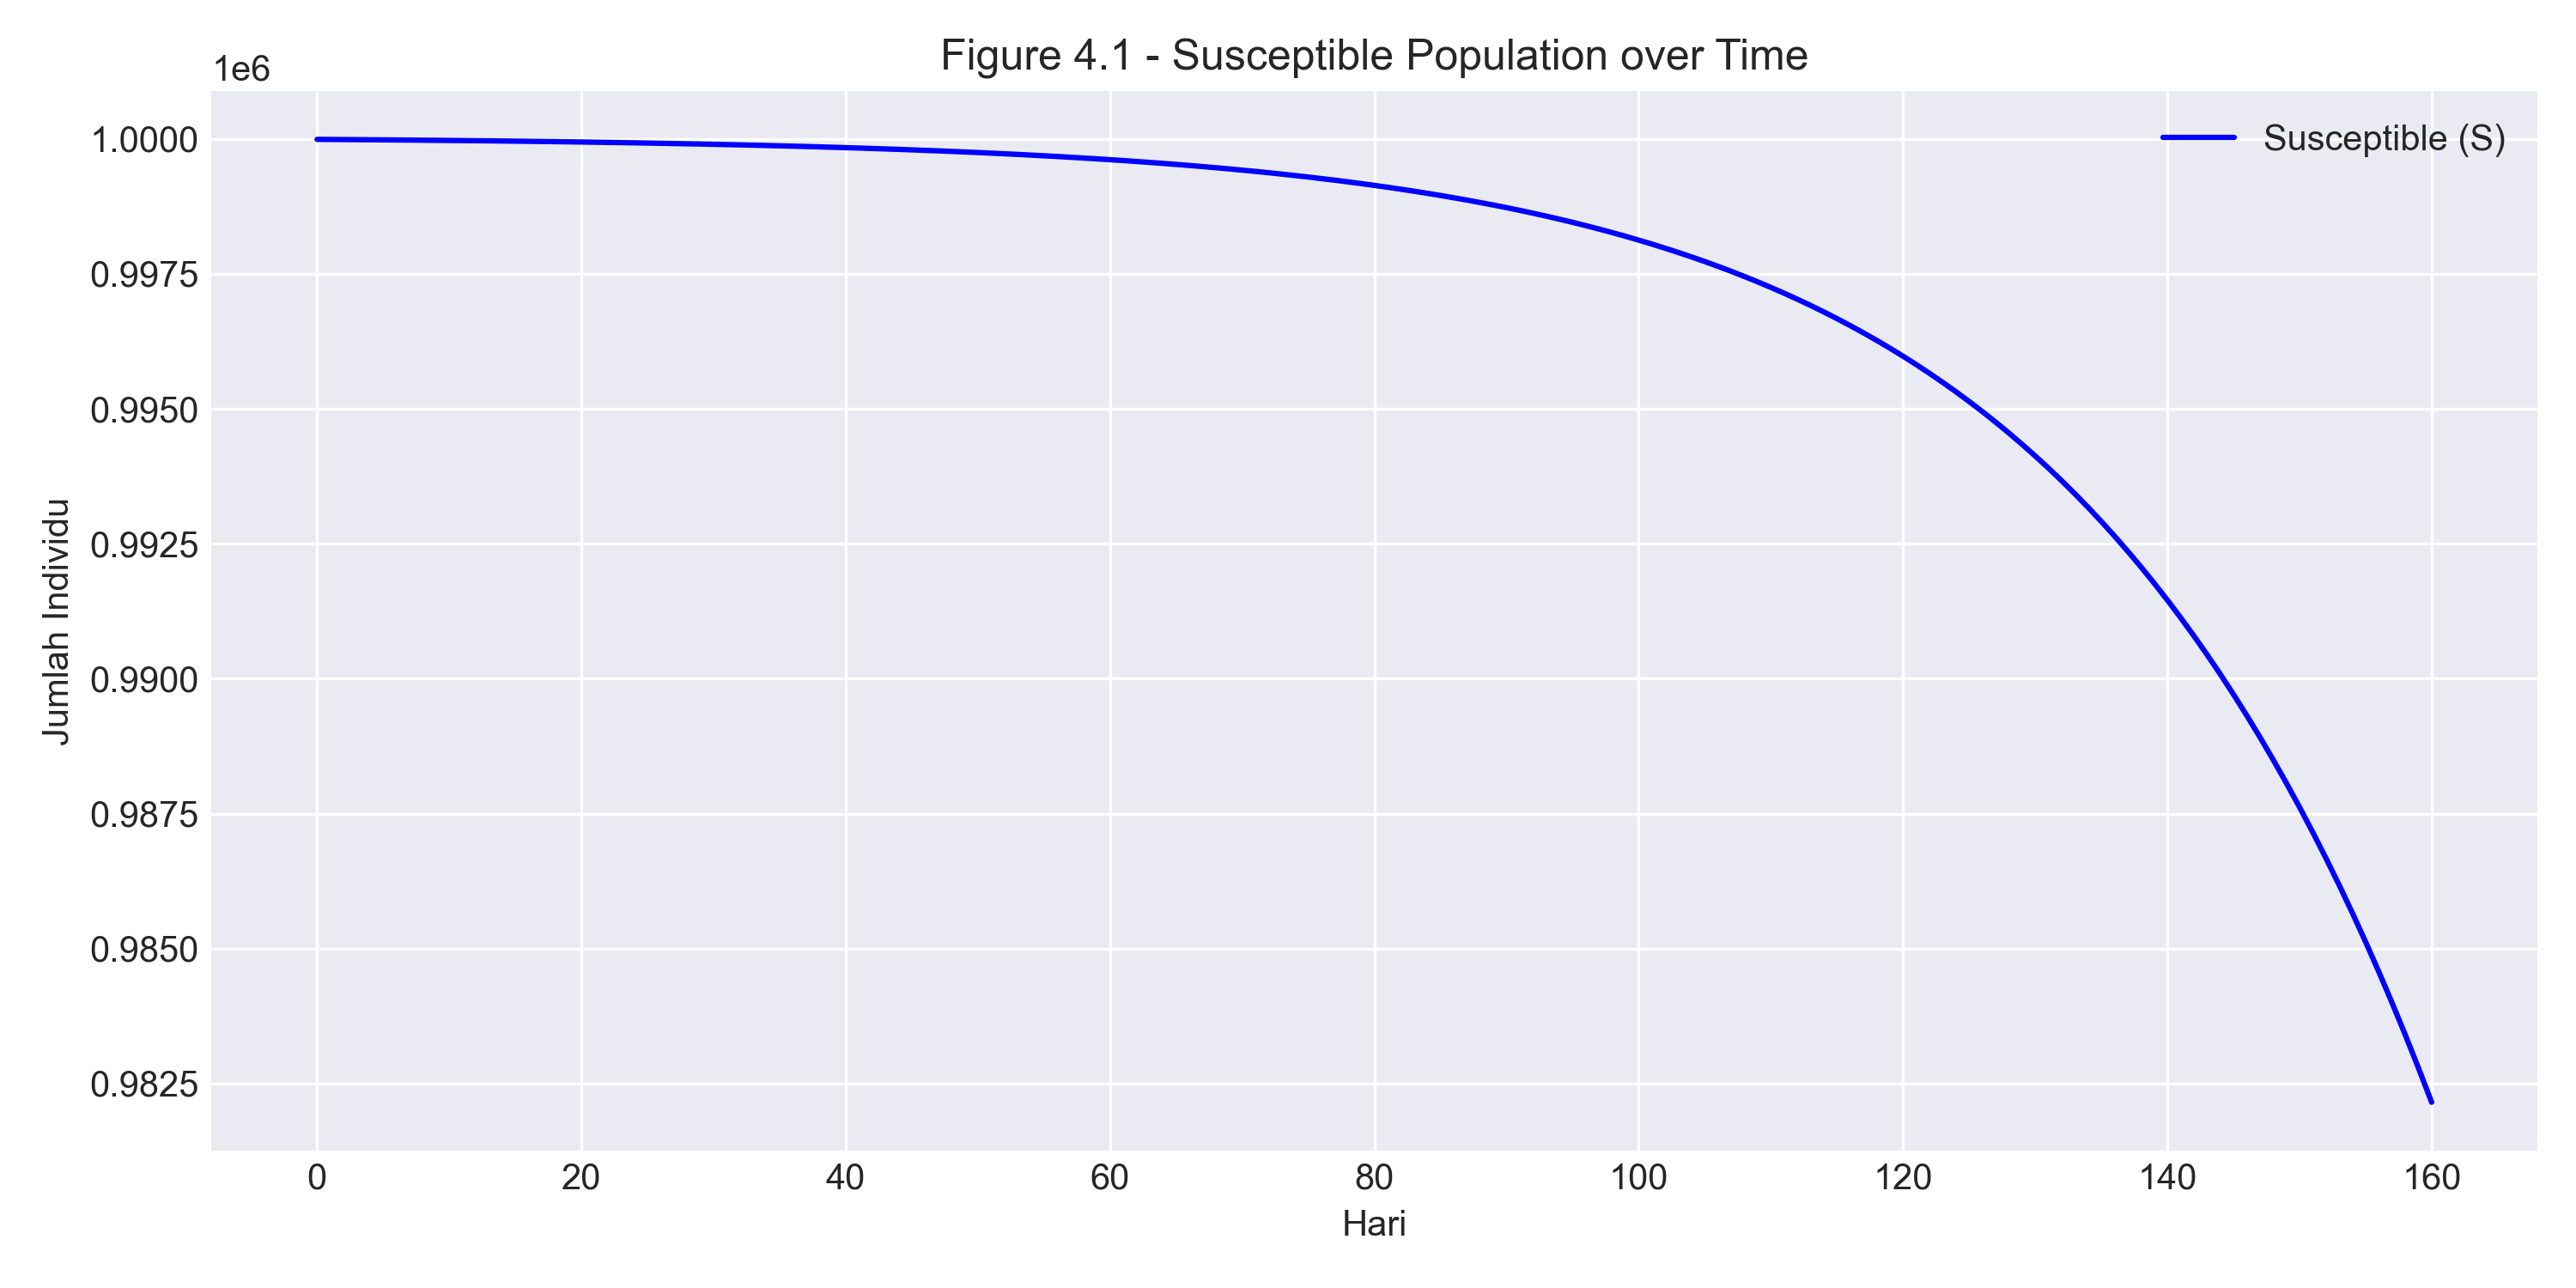 Figure 4.1 - Susceptible Population over Time
1e6
Susceptible (S)
1.0000
0.9975
0.9950
0.9925
0.9900
0.9875
0.9850
0.9825
Jumlah Individu
0 20 40 60 80 100 120 140 160
Hari